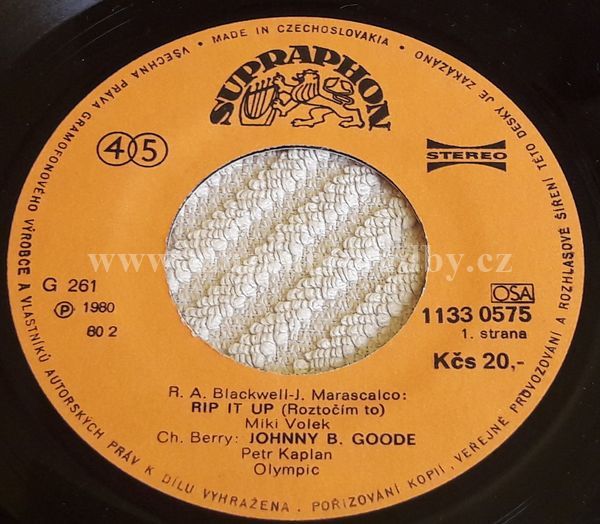 VŠECHNA PRÁVA GRAMOFONOVÉHO VÝROBCE A VLASTNÍKŮ AUTORSKÝCH PRÁV K DÍLU VYHRAŽENA. POŘIZOVÁNÍ KOPIÍ, VEŘEJNÉ PROVOZOVÁNÍ A ROZHLASOVÉ ŠÍŘENÍ TÉTO DESKY JE ZAKÁZÁNO
• MADE IN CZECHOSLOVAKIA •
SUPRAPHON
45
STEREO
G 261
Ⓟ 1980
80 2
OSA
1133 0575
1. strana
Kčs 20,-
R. A. Blackwell-J. Marascalco:
RIP IT UP (Roztočím to)
Miki Volek
Ch. Berry: JOHNNY B. GOODE
Petr Kaplan
Olympic